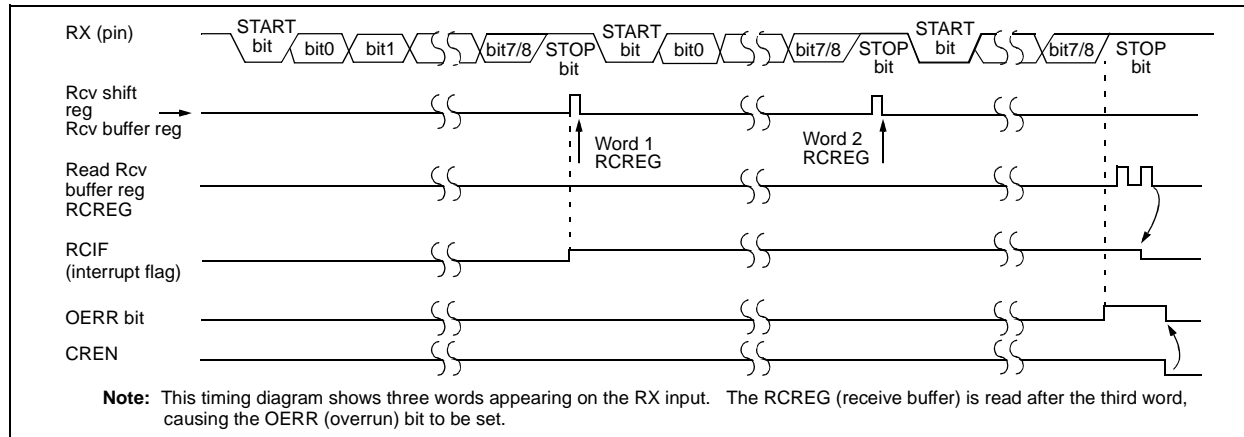 RX (pin)
START
bit
bit0
bit1
bit7/8
STOP
bit
START
bit
bit0
bit7/8
STOP
bit
START
bit
bit7/8
STOP
bit
Rcv shift
reg
Rcv buffer reg
Word 1
RCREG
Word 2
RCREG
Read Rcv
buffer reg
RCREG
RCIF
(interrupt flag)
OERR bit
CREN
Note: This timing diagram shows three words appearing on the RX input. The RCREG (receive buffer) is read after the third word,
causing the OERR (overrun) bit to be set.